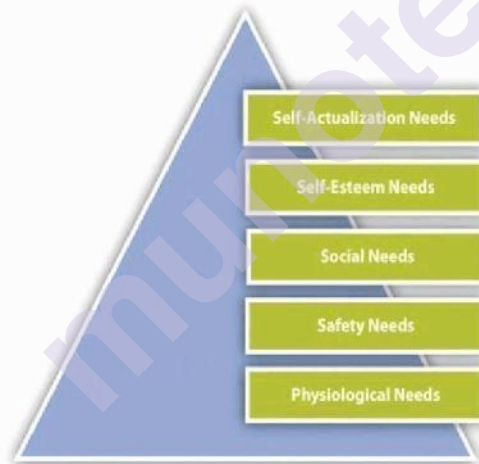 Self-Actualization Needs
Self-Esteem Needs
Social Needs
Safety Needs
Physiological Needs